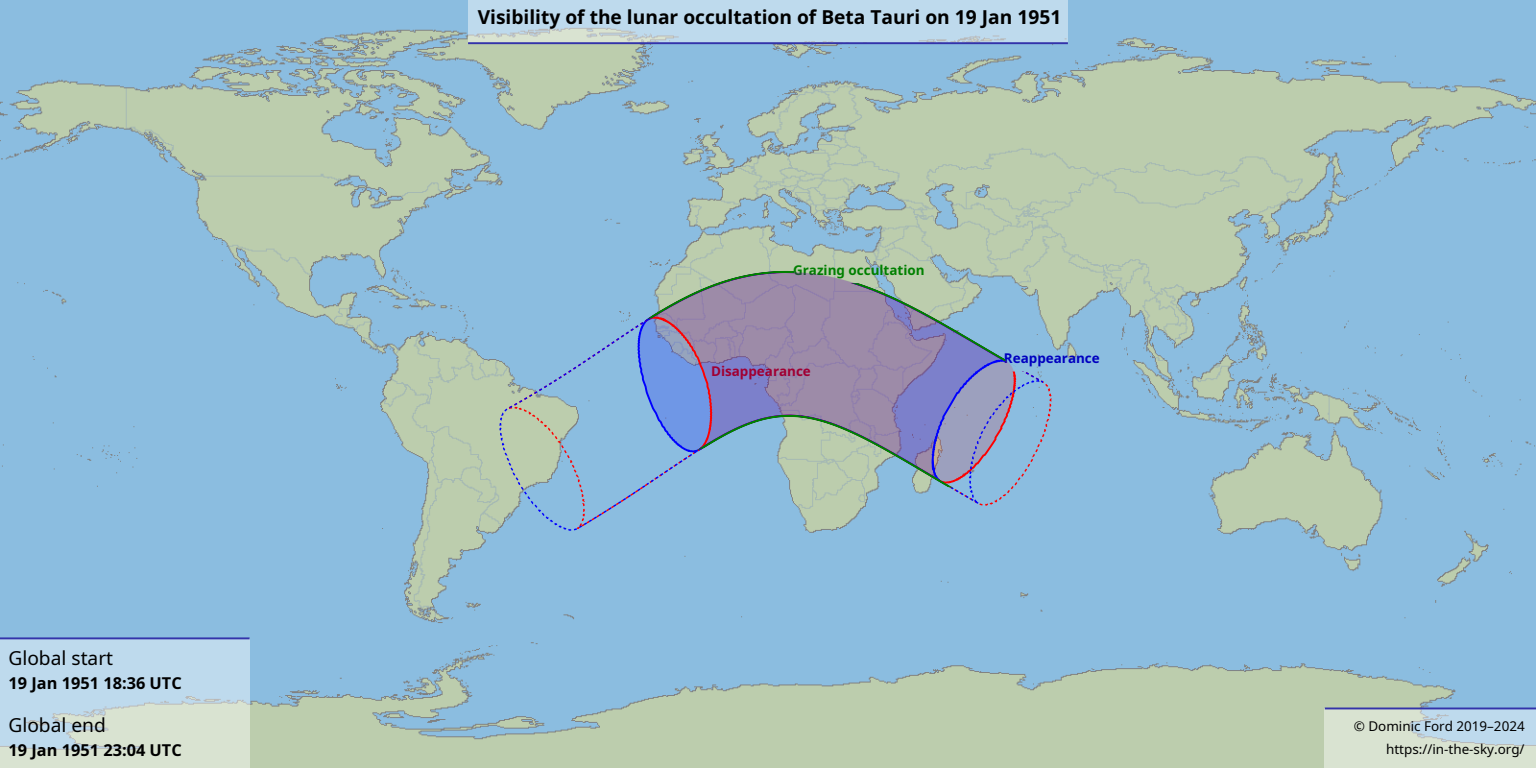 Visibility of the lunar occultation of Beta Tauri on 19 Jan 1951
Grazing occultation
Reappearance
Disappearance
Global start
19 Jan 1951 18:36 UTC
Global end
19 Jan 1951 23:04 UTC
© Dominic Ford 2019–2024
https://in-the-sky.org/